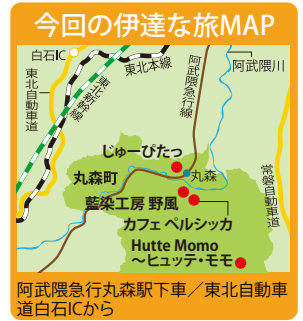 今回の伊達な旅MAP
白石IC
東北自動車道
東北新幹線
東北本線
阿武隈急行線
阿武隈川
じゅーぴたっ
丸森町
丸森
藍染工房 野風
カフェ ペルシッカ
常磐自動車道
Hutte Momo
~ヒュッテ・モモ
阿武隈急行丸森駅下車／東北自動車
道白石ICから